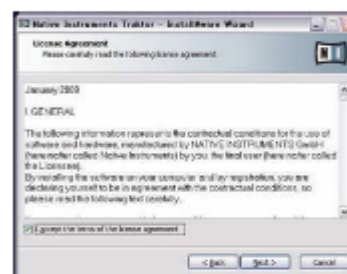 Native Instruments Traktor - InstallAware Wizard
License Agreement
Please carefully read the following license agreement.
NI
January 2009
I. GENERAL
The following information represents the contractual conditions for the use of
software and hardware, manufactured by NATIVE INSTRUMENTS GmbH
(hereinafter called Native Instruments) by you, the final user (hereinafter called
the Licensee).
By installing the software on your computer and by registration, you are
declaring yourself to be in agreement with the contractual conditions, so
please read the following text carefully.
I accept the terms of the license agreement
< Back
Next >
Cancel